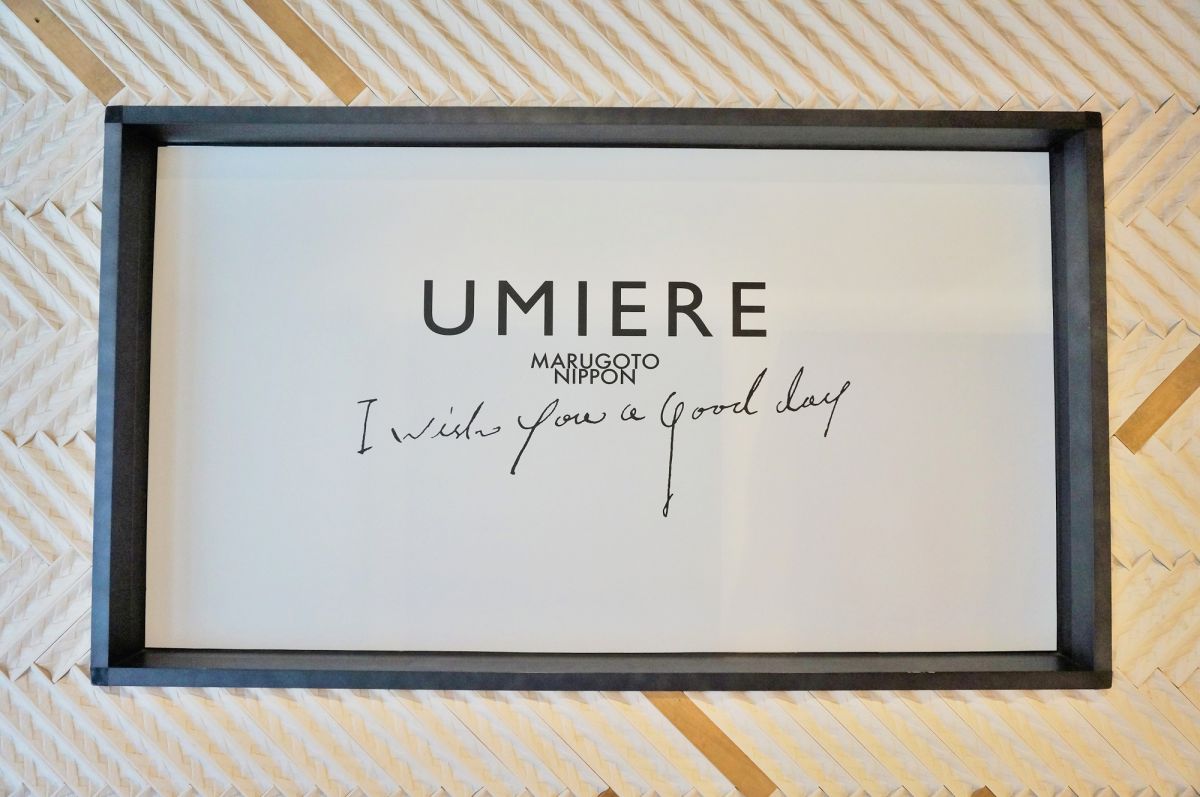 UMIERE
MARUGOTO
NIPPON
I wish you a good day